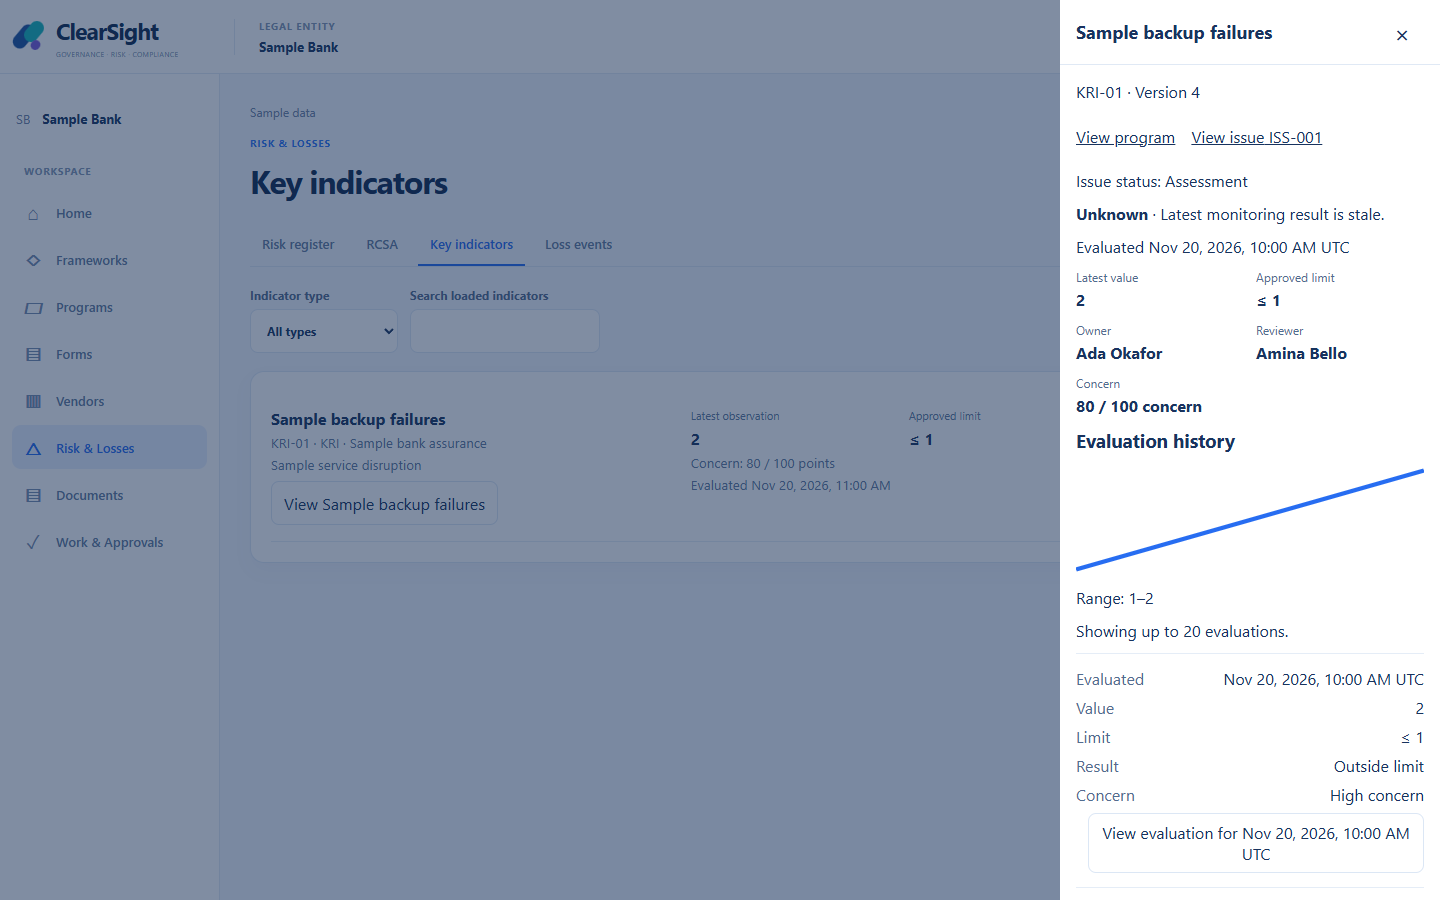 ClearSight
GOVERNANCE · RISK · COMPLIANCE
LEGAL ENTITY
Sample Bank
SB Sample Bank
WORKSPACE
Home
Frameworks
Programs
Forms
Vendors
Risk & Losses
Documents
Work & Approvals
Sample data
RISK & LOSSES
Key indicators
Risk register RCSA Key indicators Loss events
Indicator type Search loaded indicators
All types
Sample backup failures
KRI-01 · KRI · Sample bank assurance
Sample service disruption
View Sample backup failures
Latest observation
2
Concern: 80 / 100 points
Evaluated Nov 20, 2026, 11:00 AM
Approved limit
≤ 1
Sample backup failures ×
KRI-01 · Version 4
View program View issue ISS-001
Issue status: Assessment
Unknown · Latest monitoring result is stale.
Evaluated Nov 20, 2026, 10:00 AM UTC
Latest value Approved limit
2 ≤ 1
Owner Reviewer
Ada Okafor Amina Bello
Concern
80 / 100 concern
Evaluation history
Range: 1–2
Showing up to 20 evaluations.
Evaluated Nov 20, 2026, 10:00 AM UTC
Value 2
Limit ≤ 1
Result Outside limit
Concern High concern
View evaluation for Nov 20, 2026, 10:00 AM
UTC